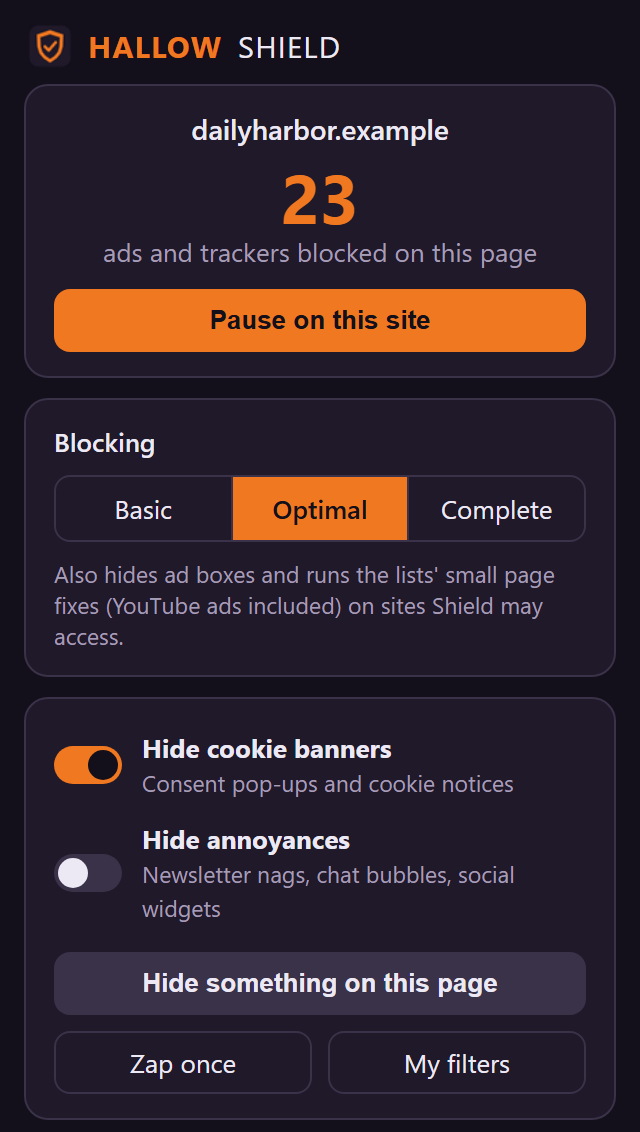 HALLOW SHIELD
dailyharbor.example
23
ads and trackers blocked on this page
Pause on this site
Blocking
Basic
Optimal
Complete
Also hides ad boxes and runs the lists' small page
fixes (YouTube ads included) on sites Shield may
access.
Hide cookie banners
Consent pop-ups and cookie notices
Hide annoyances
Newsletter nags, chat bubbles, social
widgets
Hide something on this page
Zap once
My filters